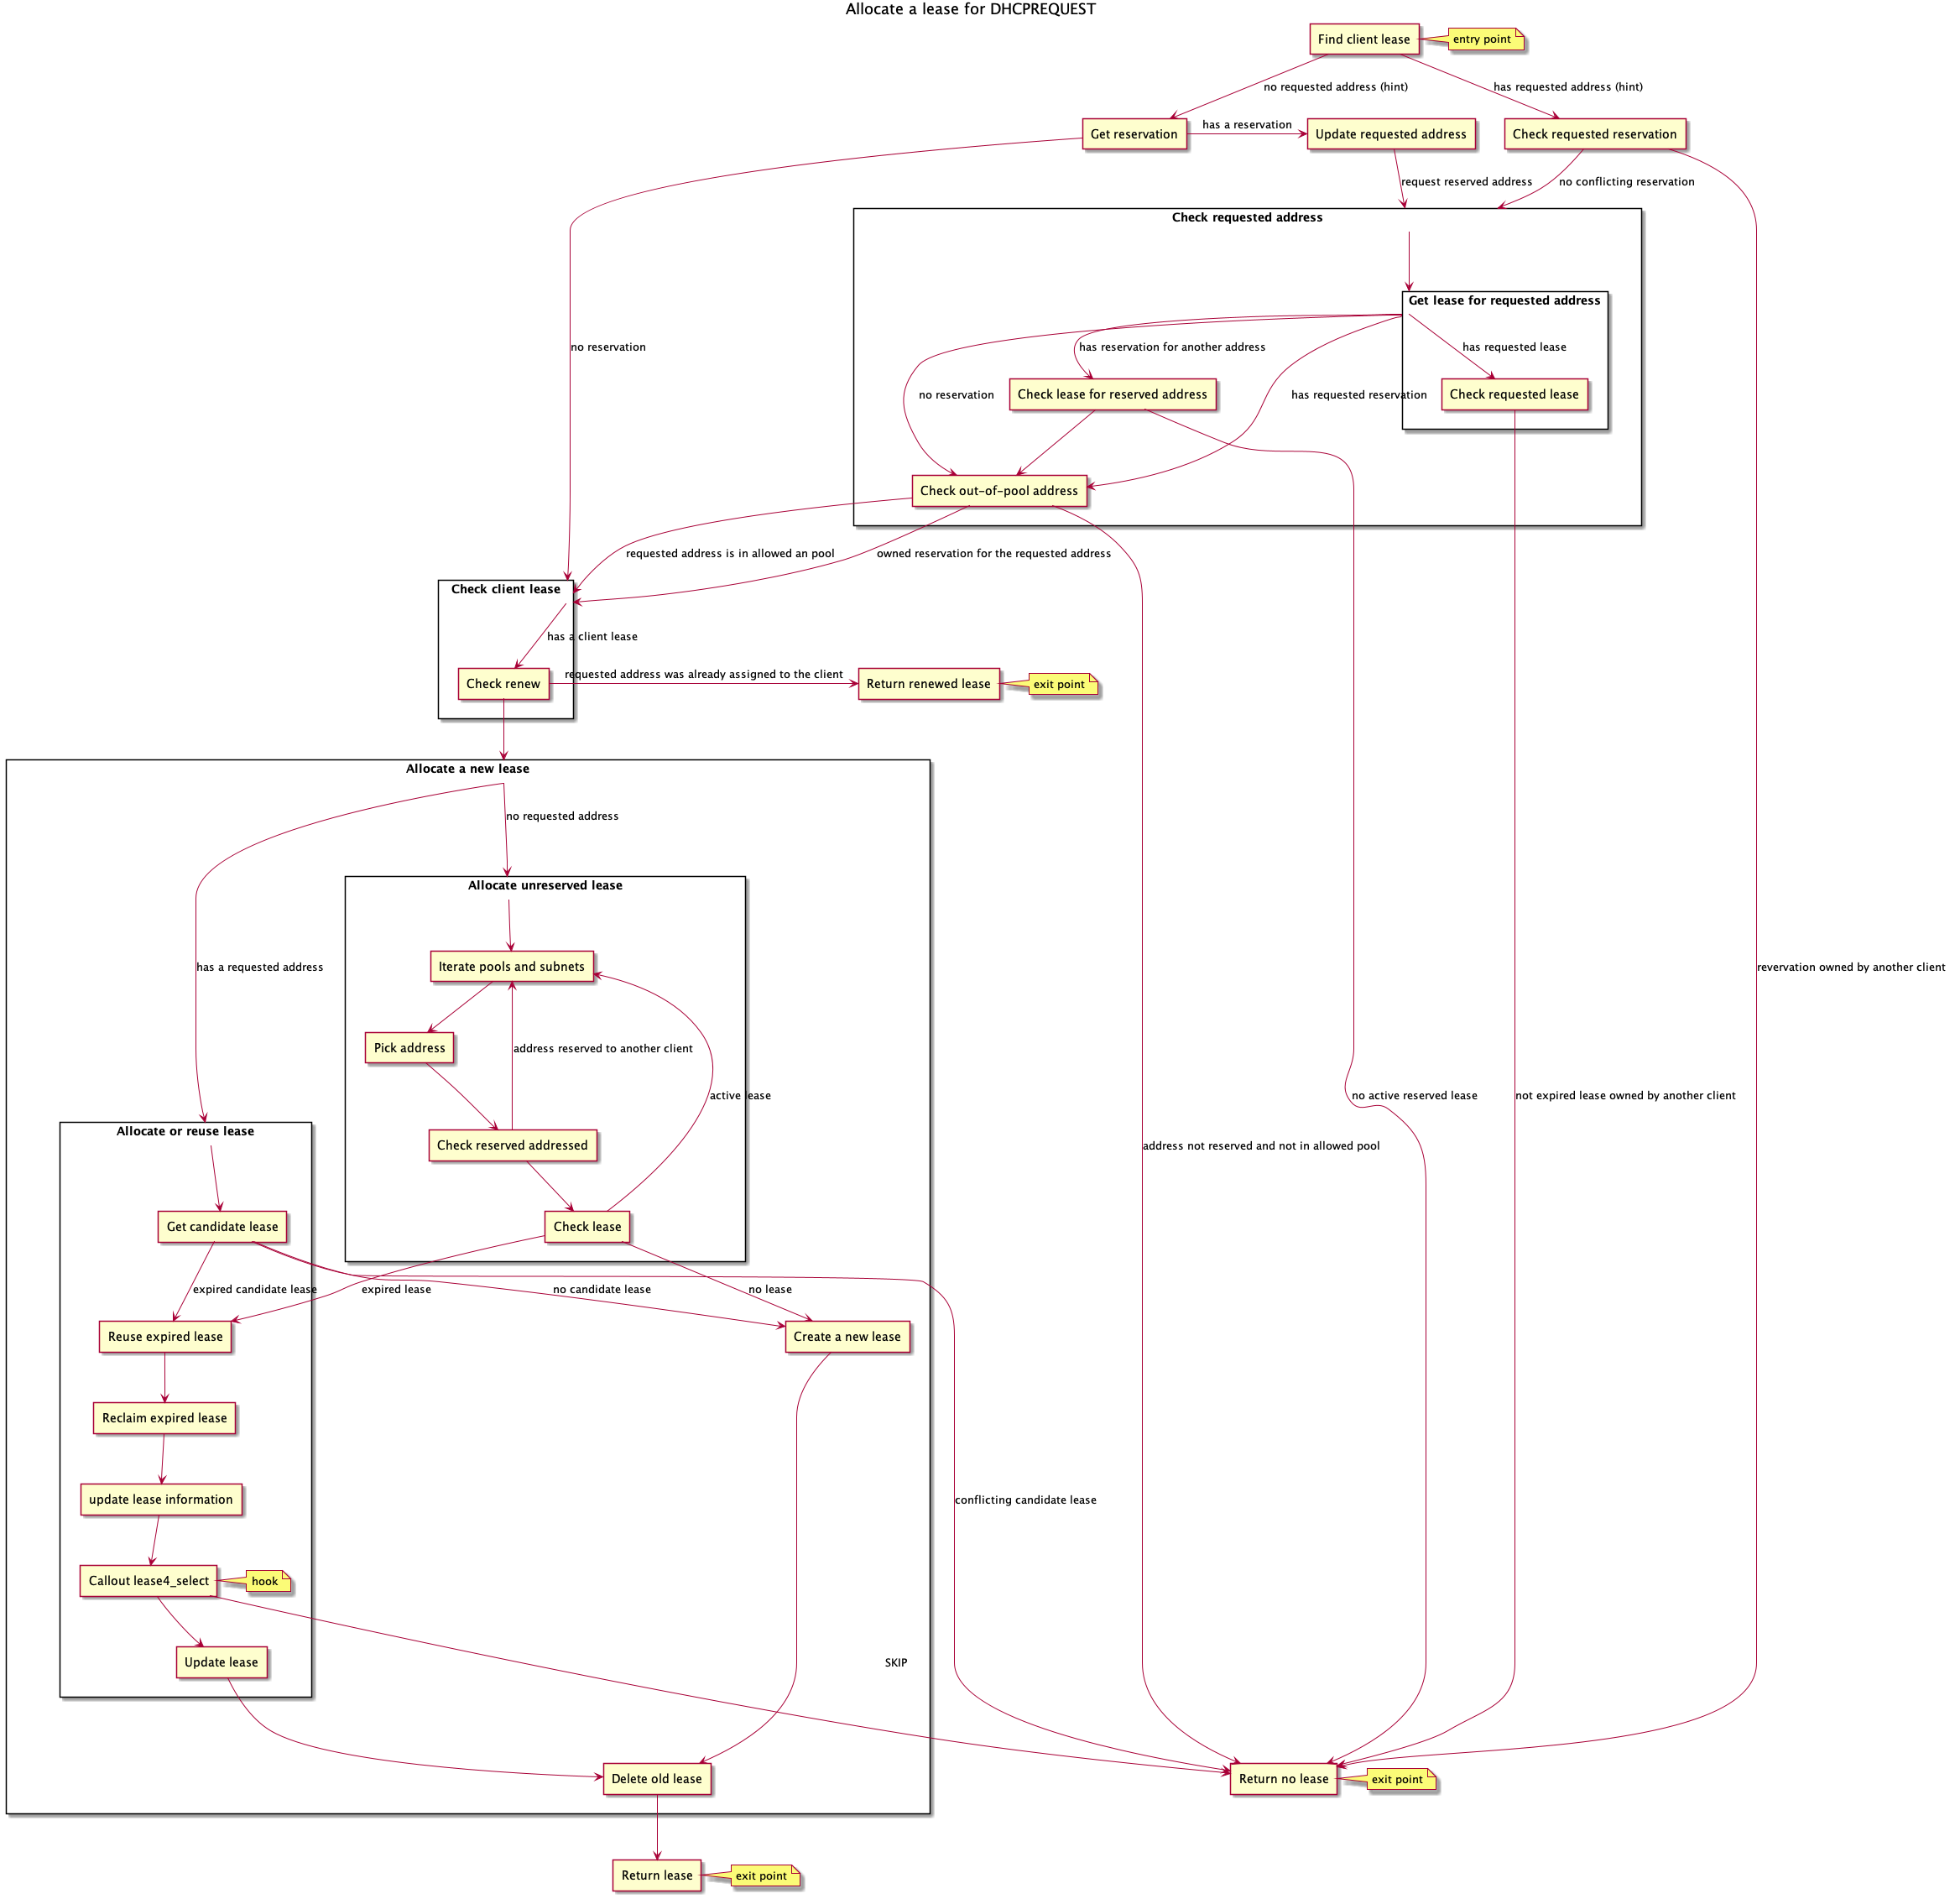 Allocate a lease for DHCPREQUEST
Find client lease
entry point
no requested address (hint)
has requested address (hint)
Get reservation
has a reservation
Update requested address
Check requested reservation
request reserved address
no conflicting reservation
Check requested address
Get lease for requested address
no reservation
has reservation for another address
has requested lease
Check lease for reserved address
no reservation
has requested reservation
Check requested lease
Check out-of-pool address
requested address is in allowed an pool
owned reservation for the requested address
Check client lease
has a client lease
Check renew
requested address was already assigned to the client
Return renewed lease
exit point
Allocate a new lease
no requested address
Allocate unreserved lease
Iterate pools and subnets
has a requested address
revervation owned by another client
Pick address
address reserved to another client
active lease
no active reserved lease
not expired lease owned by another client
Allocate or reuse lease
Check reserved addressed
address not reserved and not in allowed pool
Get candidate lease
Check lease
expired candidate lease
expired lease
no candidate lease
no lease
Reuse expired lease
Create a new lease
Reclaim expired lease
update lease information
conflicting candidate lease
Callout lease4_select
hook
Update lease
SKIP
Delete old lease
Return no lease
exit point
Return lease
exit point